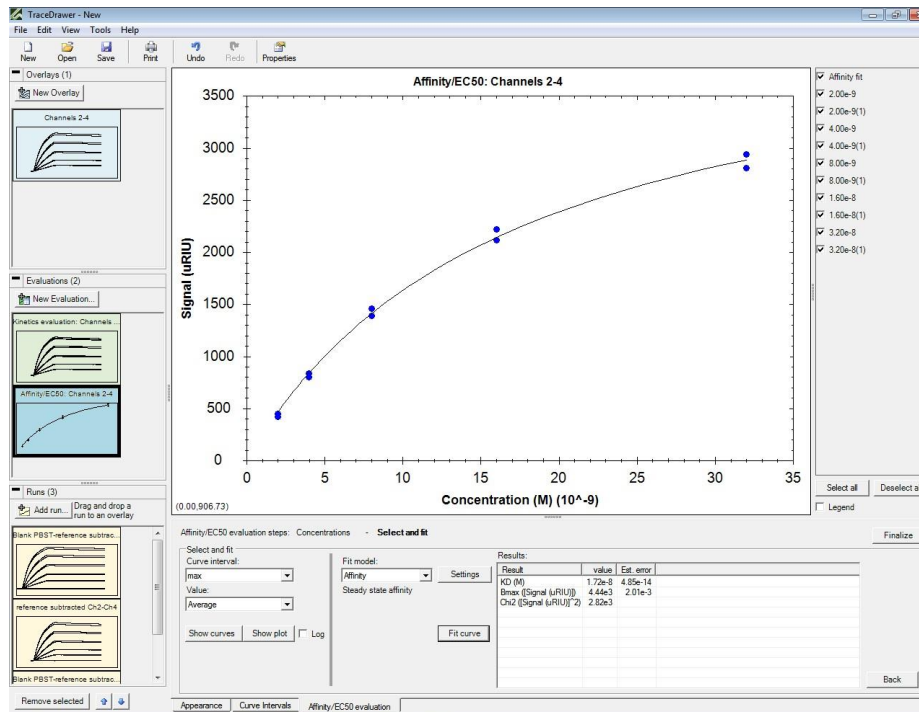 TraceDrawer - New
File Edit View Tools Help
New Open Save Print Undo Redo Properties
Overlays (1)
New Overlay
Channels 2-4
Evaluations (2)
New Evaluation...
Kinetics evaluation: Channels ...
Affinity/EC50: Channels 2-4
Runs (3)
Add run... Drag and drop a
run to an overlay
Blank PBST-reference subtrac...
reference subtracted Ch2-Ch4
Blank PBST-reference subtrac...
Remove selected
Affinity/EC50: Channels 2-4
Signal (uRIU)
3500
3000
2500
2000
1500
1000
500
0
0 5 10 15 20 25 30 35
Concentration (M) (10^-9)
(0.00,906.73)
Affinity fit
2.00e-9
2.00e-9(1)
4.00e-9
4.00e-9(1)
8.00e-9
8.00e-9(1)
1.60e-8
1.60e-8(1)
3.20e-8
3.20e-8(1)
Select all Deselect a
Legend
Affinity/EC50 evaluation steps: Concentrations - Select and fit
Finalize
Select and fit
Curve interval:
max
Value:
Average
Show curves Show plot Log
Fit model:
Affinity Settings
Steady state affinity
Fit curve
Results:
Result value Est. error
KD (M) 1.72e-8 4.85e-14
Bmax ([Signal (uRIU)]) 4.44e3 2.01e-3
Chi2 ([Signal (uRIU)]^2) 2.82e3
Back
Appearance Curve Intervals Affinity/EC50 evaluation